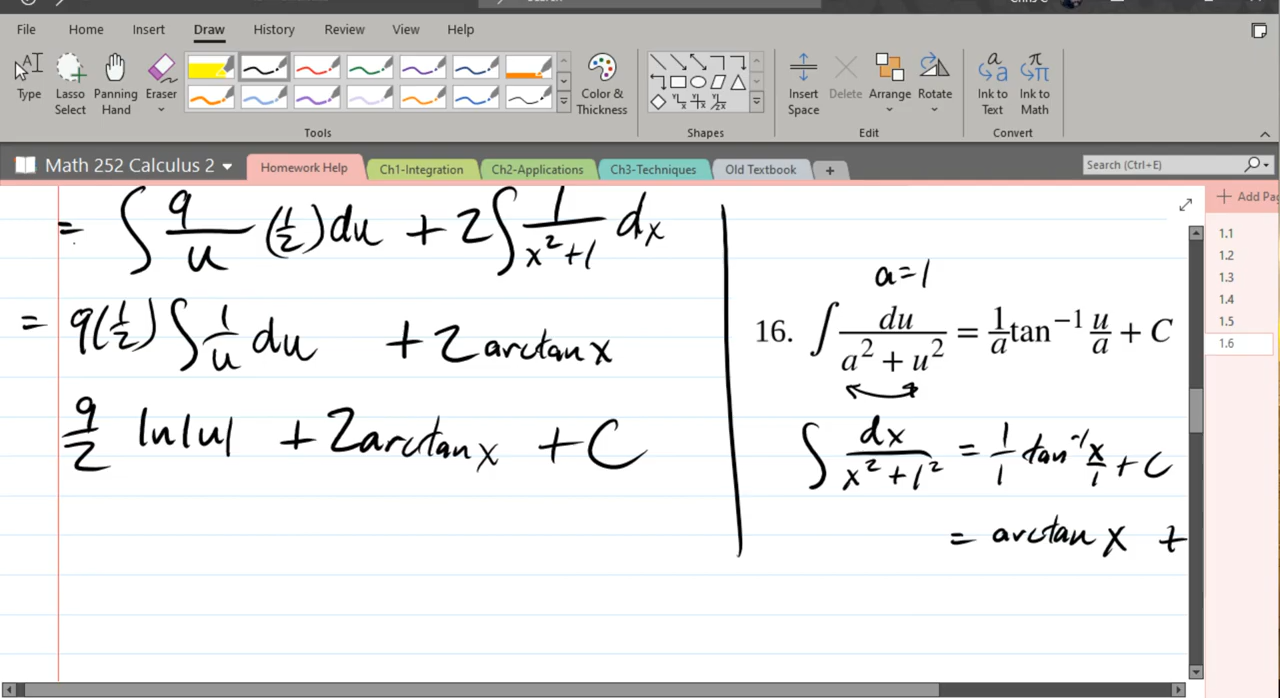 File Home Insert Draw History Review View Help
Type Lasso Select Panning Hand Eraser Color & Thickness Insert Space Delete Arrange Rotate Ink to Text Ink to Math
Tools Shapes Edit Convert
Math 252 Calculus 2 Homework Help Ch1-Integration Ch2-Applications Ch3-Techniques Old Textbook Search (Ctrl+E)
Add Pag
1.1
1.2
1.3
1.4
1.5
1.6
= ∫ 9/u (1/2) du + 2 ∫ 1/(x²+1) dx
= 9(1/2) ∫ 1/u du + 2 arctan x
9/2 ln|u| + 2 arctan x + C
a=1
16. ∫ du/(a² + u²) = 1/a tan⁻¹ u/a + C
∫ dx/(x²+1²) = 1/1 tan⁻¹ x/1 + C
= arctan x +